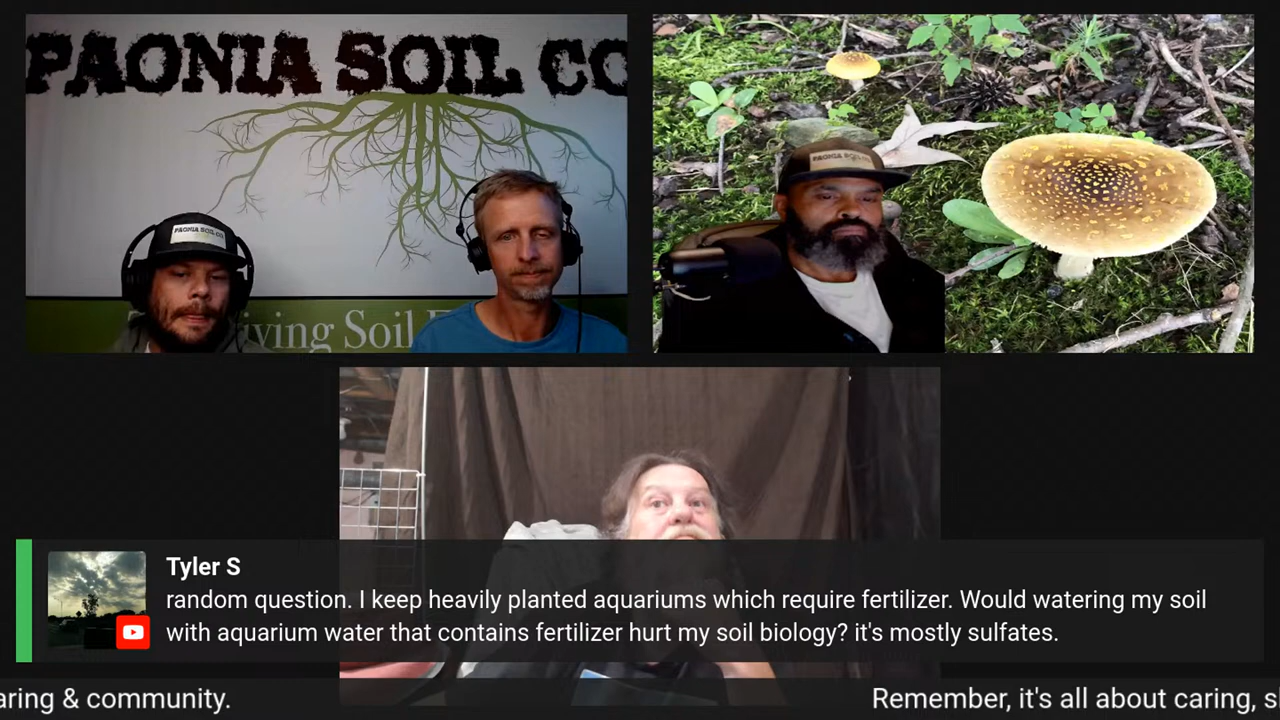 PAONIA SOIL CO
PAONIA SOIL CO
PAONIA SOIL CO
iving Soil
Tyler S
random question. I keep heavily planted aquariums which require fertilizer. Would watering my soil
with aquarium water that contains fertilizer hurt my soil biology? it's mostly sulfates.
aring & community.
Remember, it's all about caring, s